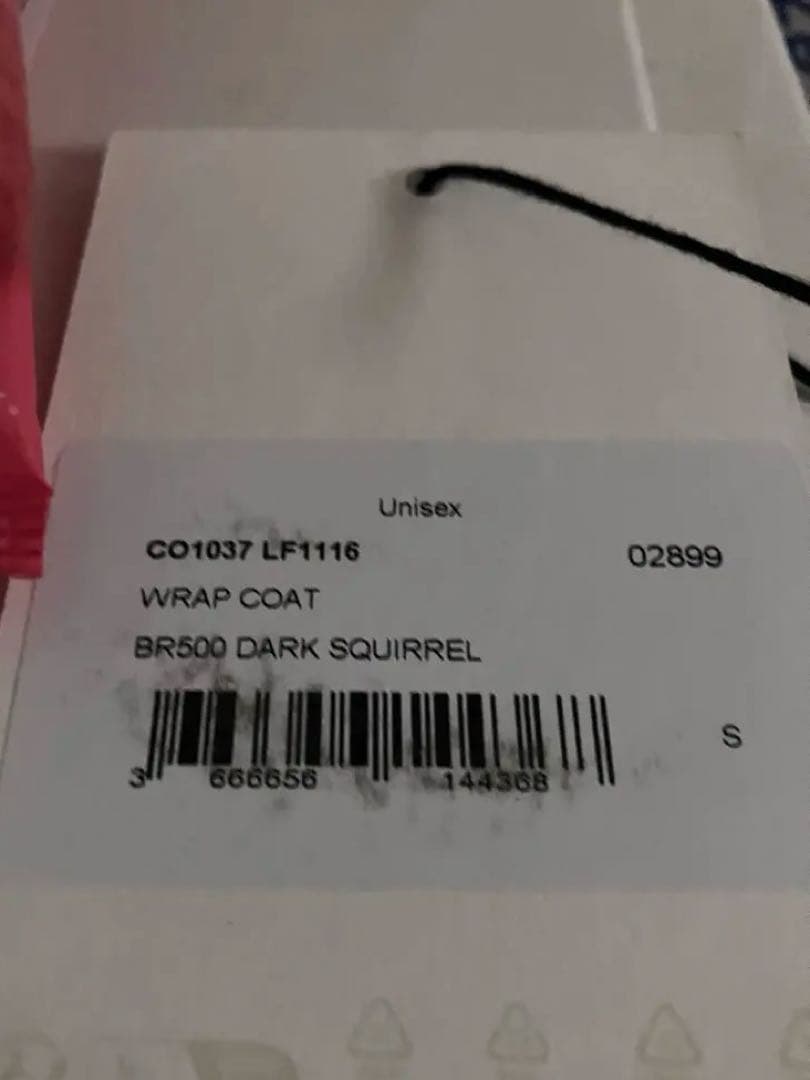 Unisex
CO1037 LF1116 02899
WRAP COAT
BR500 DARK SQUIRREL
S
3 666656 144368